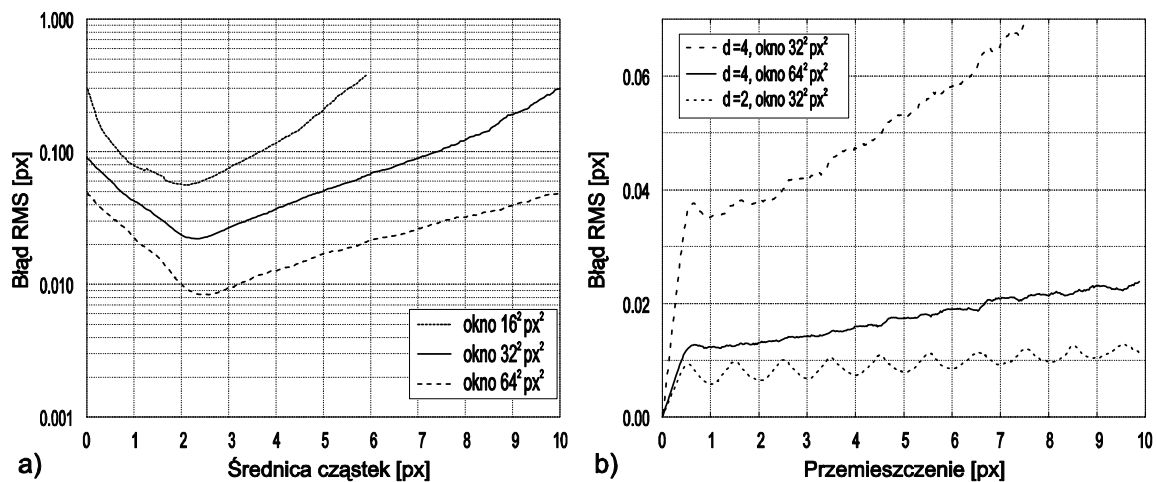 1.000
0.100
0.010
0.001
Błąd RMS [px]
okno 16² px²
okno 32² px²
okno 64² px²
0 1 2 3 4 5 6 7 8 9 10
Średnica cząstek [px]
a)
0.06
0.04
0.02
0.00
Błąd RMS [px]
d=4, okno 32² px²
d=4, okno 64² px²
d=2, okno 32² px²
0 1 2 3 4 5 6 7 8 9 10
Przemieszczenie [px]
b)